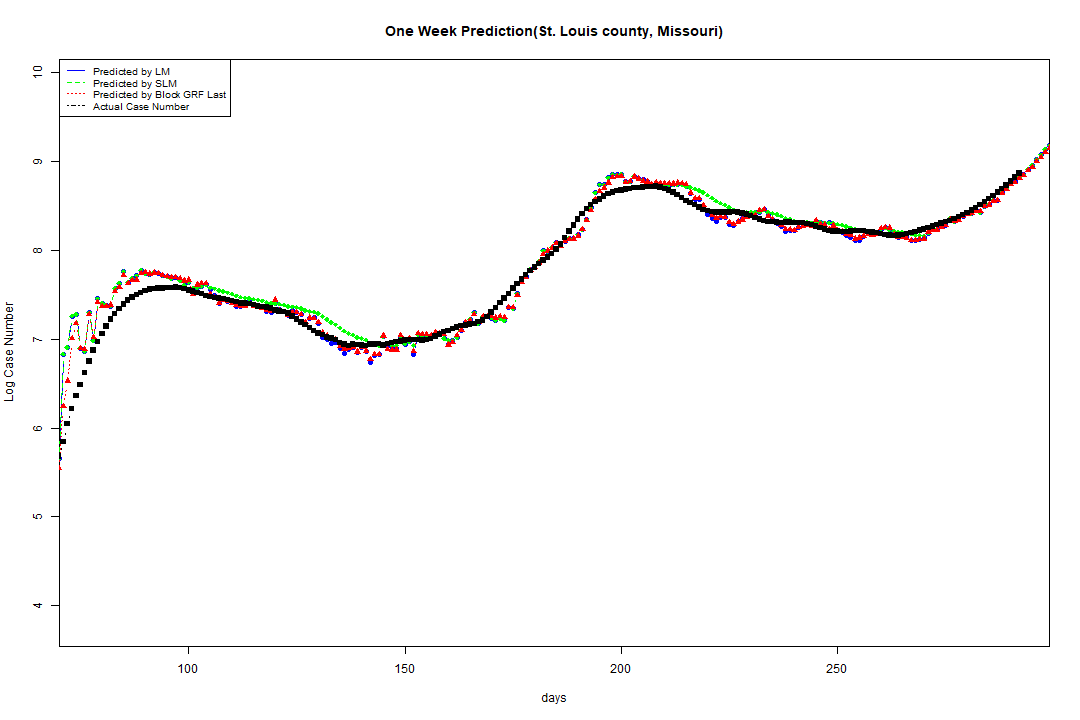 One Week Prediction(St. Louis county, Missouri)
Predicted by LM
Predicted by SLM
Predicted by Block GRF Last
Actual Case Number
10
9
8
7
6
5
4
Log Case Number
100 150 200 250
days